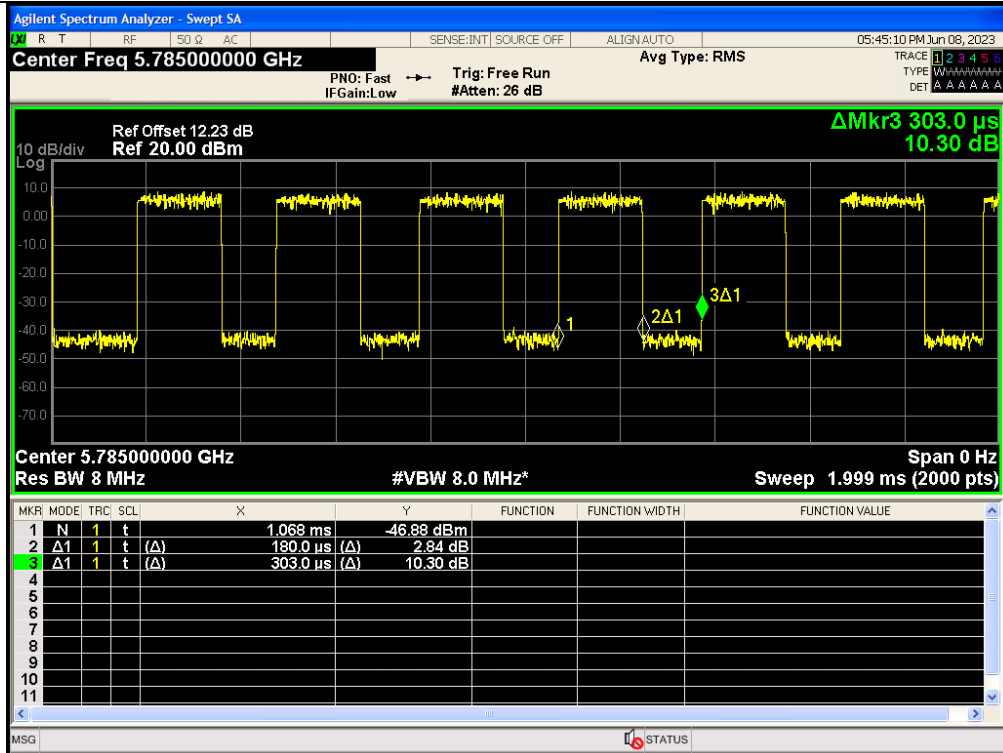 Agilent Spectrum Analyzer - Swept SA
LXI R T RF 50 Ω AC SENSE:INT SOURCE OFF ALIGN AUTO 05:45:10 PM Jun 08, 2023
Center Freq 5.785000000 GHz Avg Type: RMS TRACE 1 2 3 4 5 6
PNO: Fast Trig: Free Run TYPE W
IFGain:Low #Atten: 26 dB DET A A A A A A
ΔMkr3 303.0 µs
Ref Offset 12.23 dB
10 dB/div Ref 20.00 dBm 10.30 dB
Log
10.0
0.00
-10.0
-20.0
-30.0
3Δ1
2Δ1
1
-40.0
-50.0
-60.0
-70.0
Center 5.785000000 GHz Span 0 Hz
Res BW 8 MHz #VBW 8.0 MHz* Sweep 1.999 ms (2000 pts)
MKR MODE TRC SCL X Y FUNCTION FUNCTION WIDTH FUNCTION VALUE
1 N 1 t 1.068 ms -46.88 dBm
2 Δ1 1 t (Δ) 180.0 µs (Δ) 2.84 dB
3 Δ1 1 t (Δ) 303.0 µs (Δ) 10.30 dB
4
5
6
7
8
9
10
11
MSG STATUS